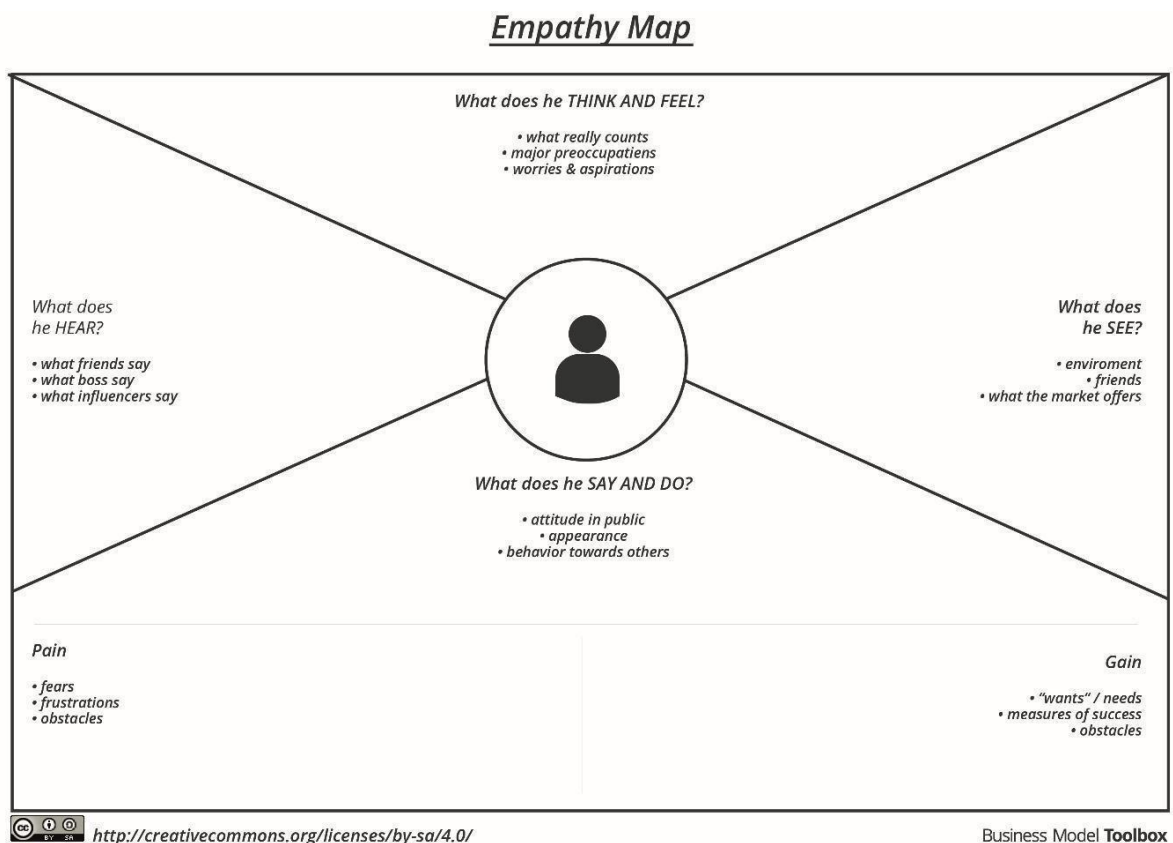 Empathy Map
What does he THINK AND FEEL?
• what really counts
• major preoccupatiens
• worries & aspirations
What does
he HEAR?
• what friends say
• what boss say
• what influencers say
What does
he SEE?
• enviroment
• friends
• what the market offers
What does he SAY AND DO?
• attitude in public
• appearance
• behavior towards others
Pain
• fears
• frustrations
• obstacles
Gain
• “wants“ / needs
• measures of success
• obstacles
cc BY SA http://creativecommons.org/licenses/by-sa/4.0/
Business Model Toolbox